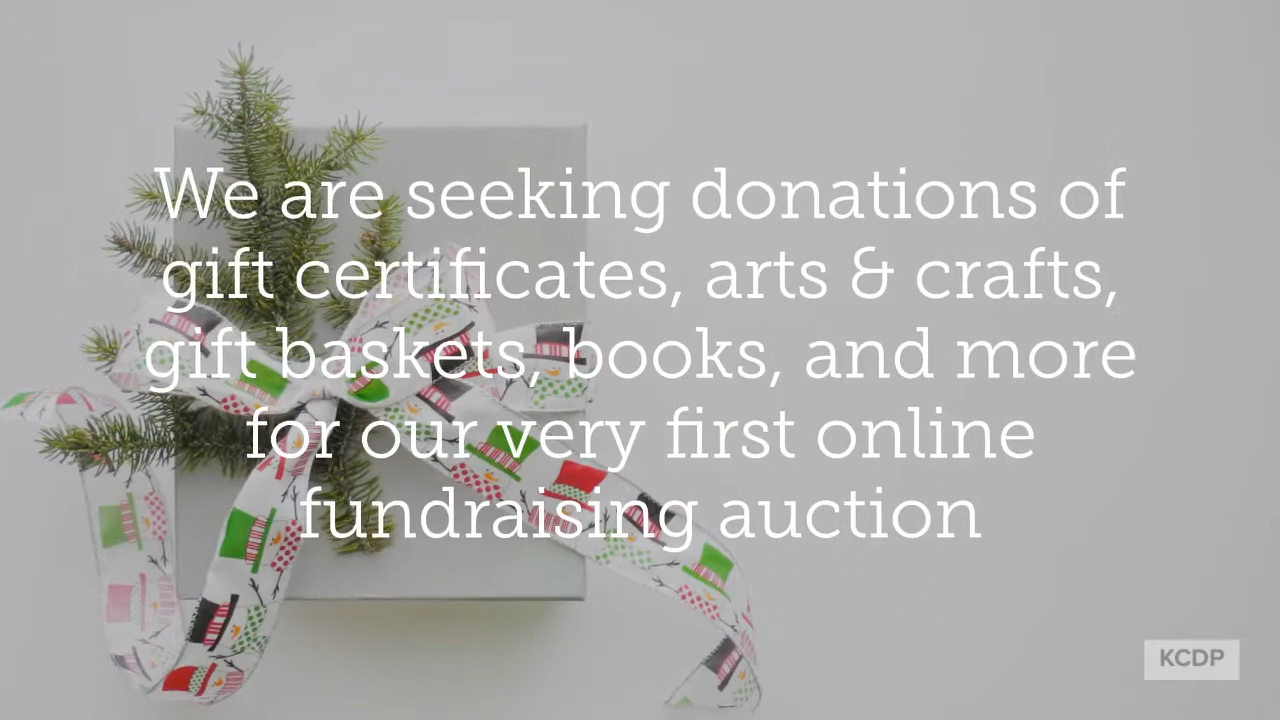 We are seeking donations of
gift certificates, arts & crafts,
gift baskets, books, and more
for our very first online
fundraising auction
KCDP